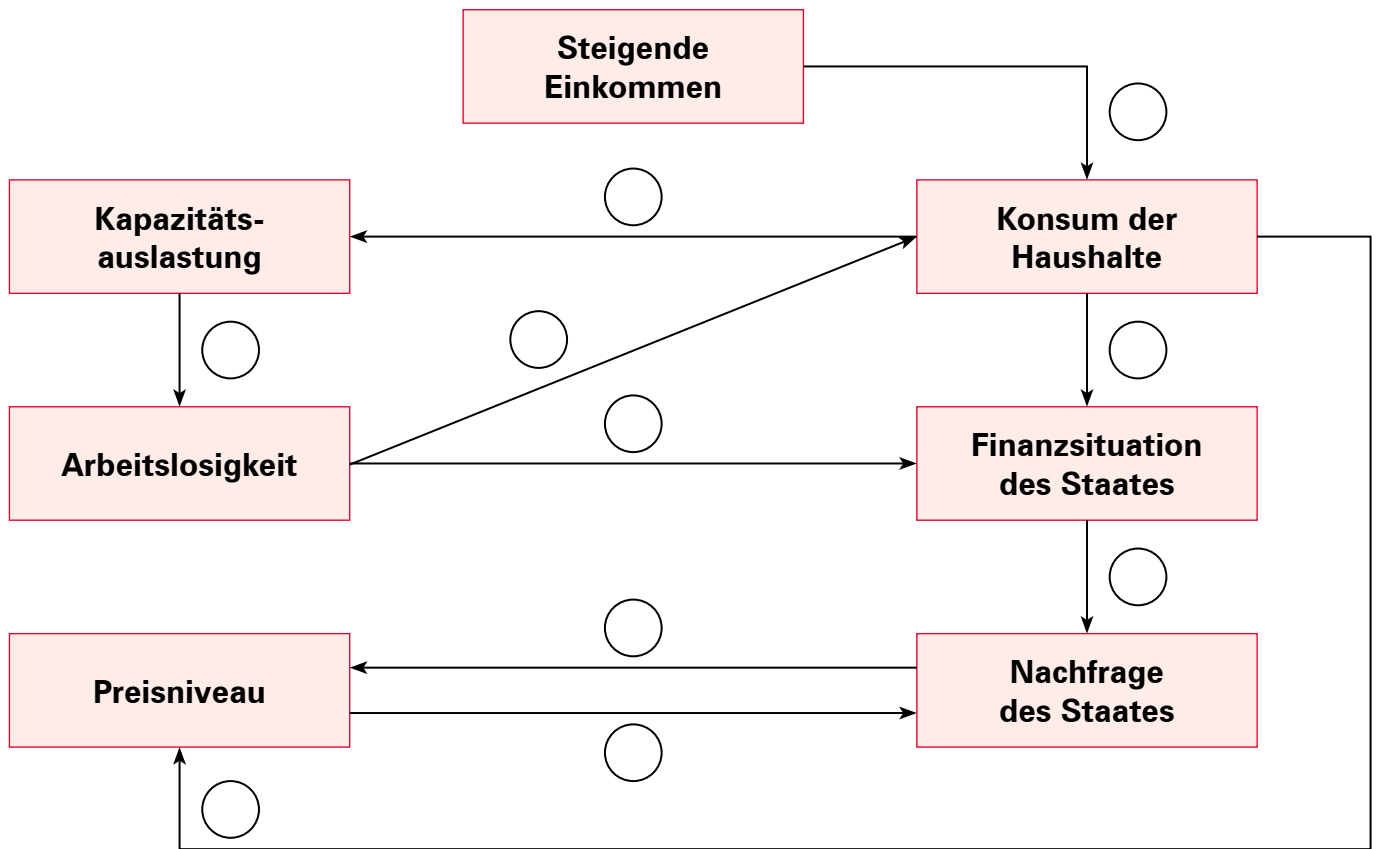 Steigende
Einkommen
Kapazitäts-
auslastung
Konsum der
Haushalte
Arbeitslosigkeit
Finanzsituation
des Staates
Preisniveau
Nachfrage
des Staates